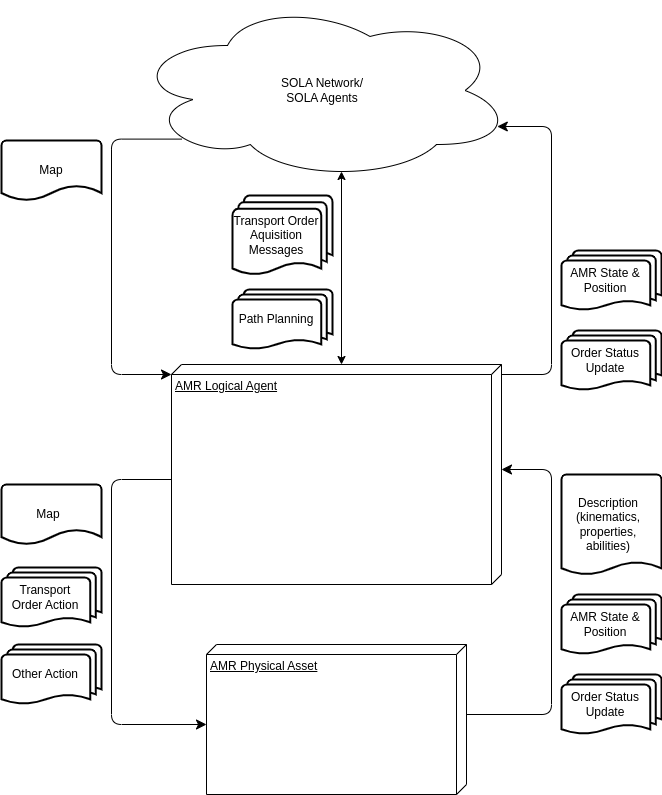 SOLA Network/
SOLA Agents
Map
Transport Order
Aquisition
Messages
Path Planning
AMR State &
Position
Order Status
Update
AMR Logical Agent
Map
Transport
Order Action
Other Action
Description
(kinematics,
properties,
abilities)
AMR State &
Position
Order Status
Update
AMR Physical Asset